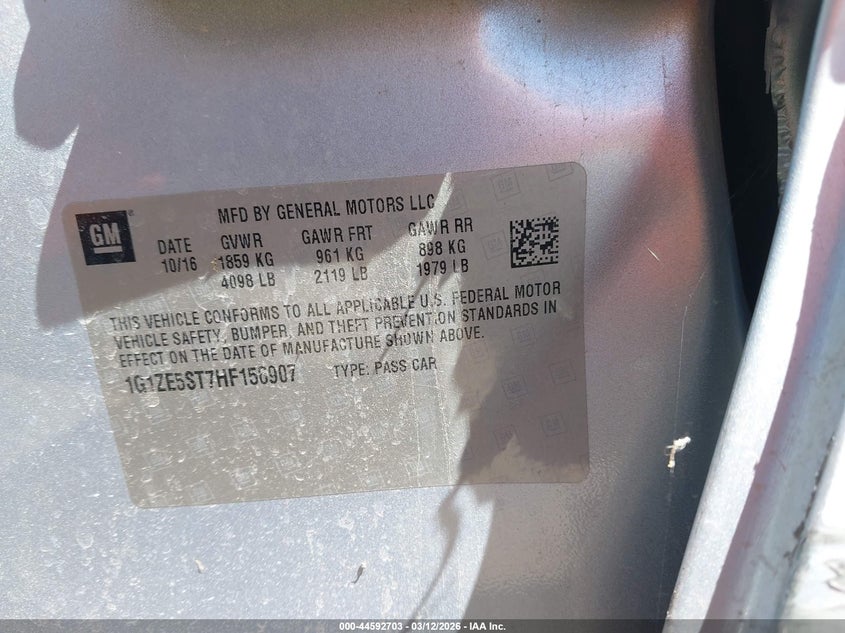 GM
MFD BY GENERAL MOTORS LLC
DATE GVWR GAWR FRT GAWR RR
10/16 1859 KG 961 KG 898 KG
4098 LB 2119 LB 1979 LB
THIS VEHICLE CONFORMS TO ALL APPLICABLE U.S. FEDERAL MOTOR
VEHICLE SAFETY, BUMPER, AND THEFT PREVENTION STANDARDS IN
EFFECT ON THE DATE OF MANUFACTURE SHOWN ABOVE.
1G1ZE5ST7HF156907 TYPE: PASS CAR
000-44592703 - 03/12/2026 - IAA Inc.